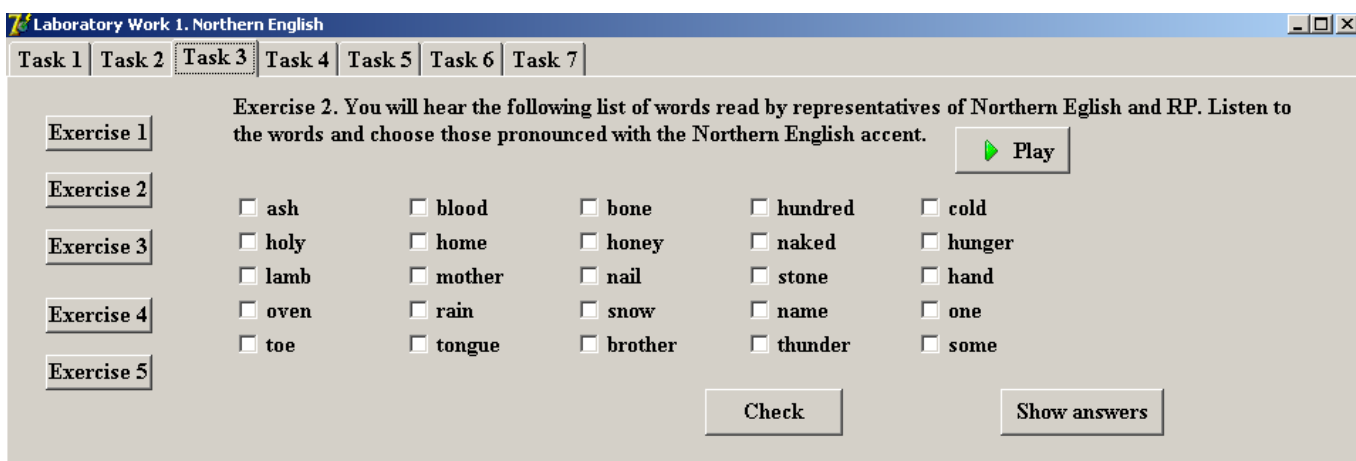 Laboratory Work 1. Northern English
Task 1 Task 2 Task 3 Task 4 Task 5 Task 6 Task 7
Exercise 2. You will hear the following list of words read by representatives of Northern Eglish and RP. Listen to
the words and choose those pronounced with the Northern English accent.
Play
Exercise 1
Exercise 2
Exercise 3
Exercise 4
Exercise 5
ash blood bone hundred cold
holy home honey naked hunger
lamb mother nail stone hand
oven rain snow name one
toe tongue brother thunder some
Check Show answers